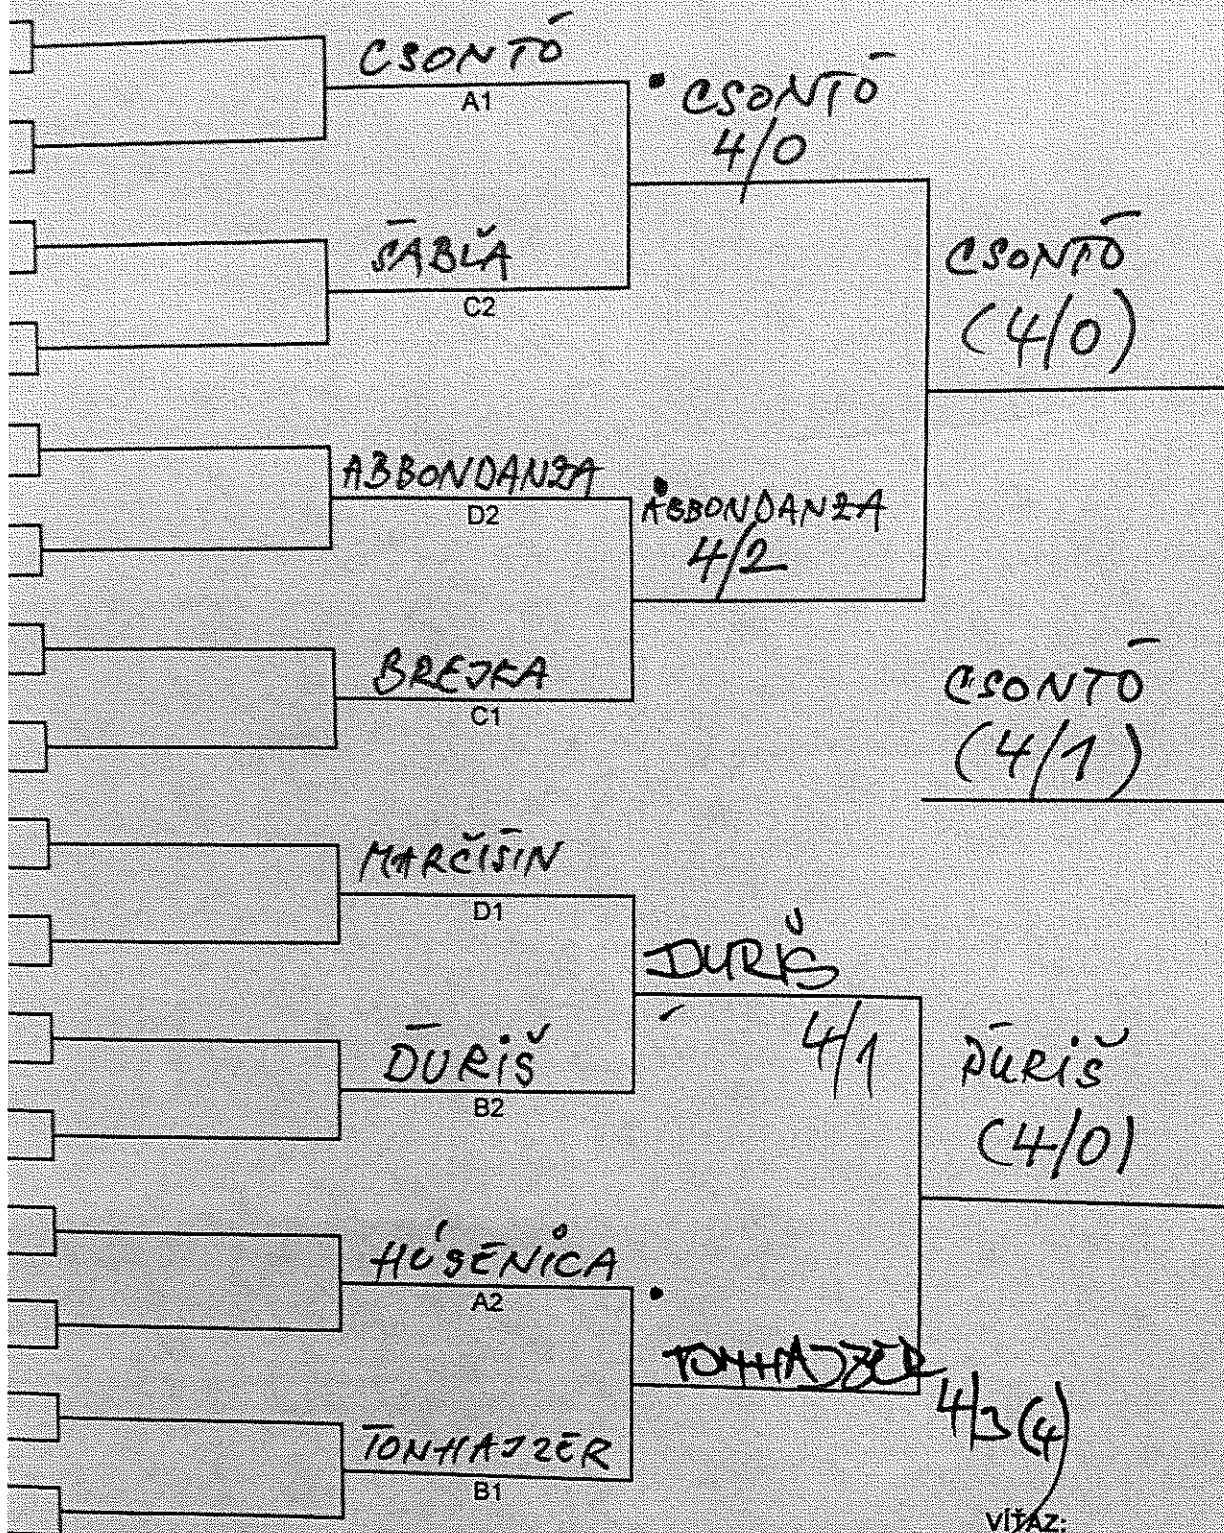 CSONTÓ
A1
CSONTÓ
4/0
ŠABĽA
C2
CSONTÓ
(4/0)
ABBONDANZA
D2
ABBONDANZA
4/2
BREJKA
C1
CSONTÓ
(4/1)
MARČIŠIN
D1
ĎURIŠ
4/1
ĎURIŠ
B2
ĎURIŠ
(4/0)
HÚSENICA
A2
TONHAJZER
4/3(4)
TONHAJZER
B1
VÍŤAZ: